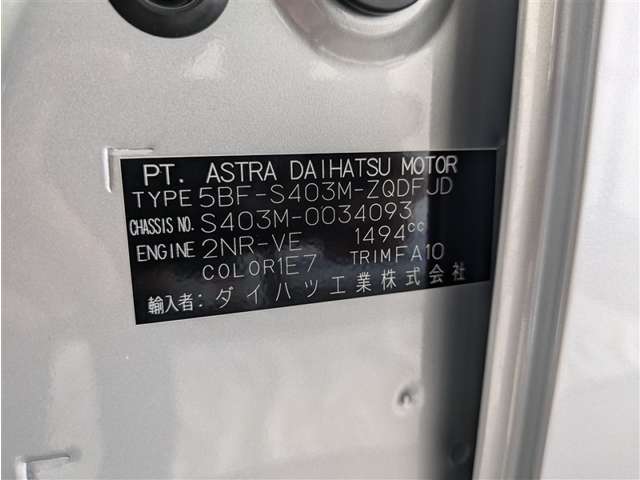 PT. ASTRA DAIHATSU MOTOR
TYPE 5BF-S403M-ZQDFJD
CHASSIS NO. S403M-0034093
ENGINE 2NR-VE 1494cc
COLOR 1E7 TRIM FA10
輸入者: ダイハツ工業株式会社